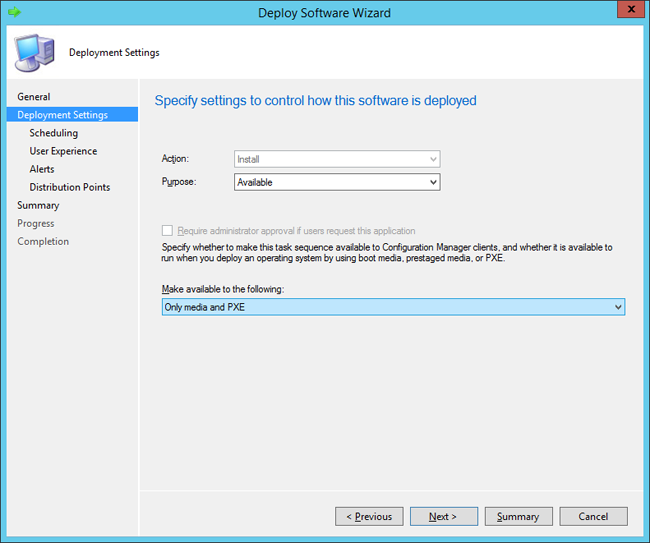 Deploy Software Wizard
x
Deployment Settings
General
Deployment Settings
Scheduling
User Experience
Alerts
Distribution Points
Summary
Progress
Completion
Specify settings to control how this software is deployed
Action: Install
Purpose: Available
Require administrator approval if users request this application
Specify whether to make this task sequence available to Configuration Manager clients, and whether it is available to
run when you deploy an operating system by using boot media, prestaged media, or PXE.
Make available to the following:
Only media and PXE
< Previous Next > Summary Cancel